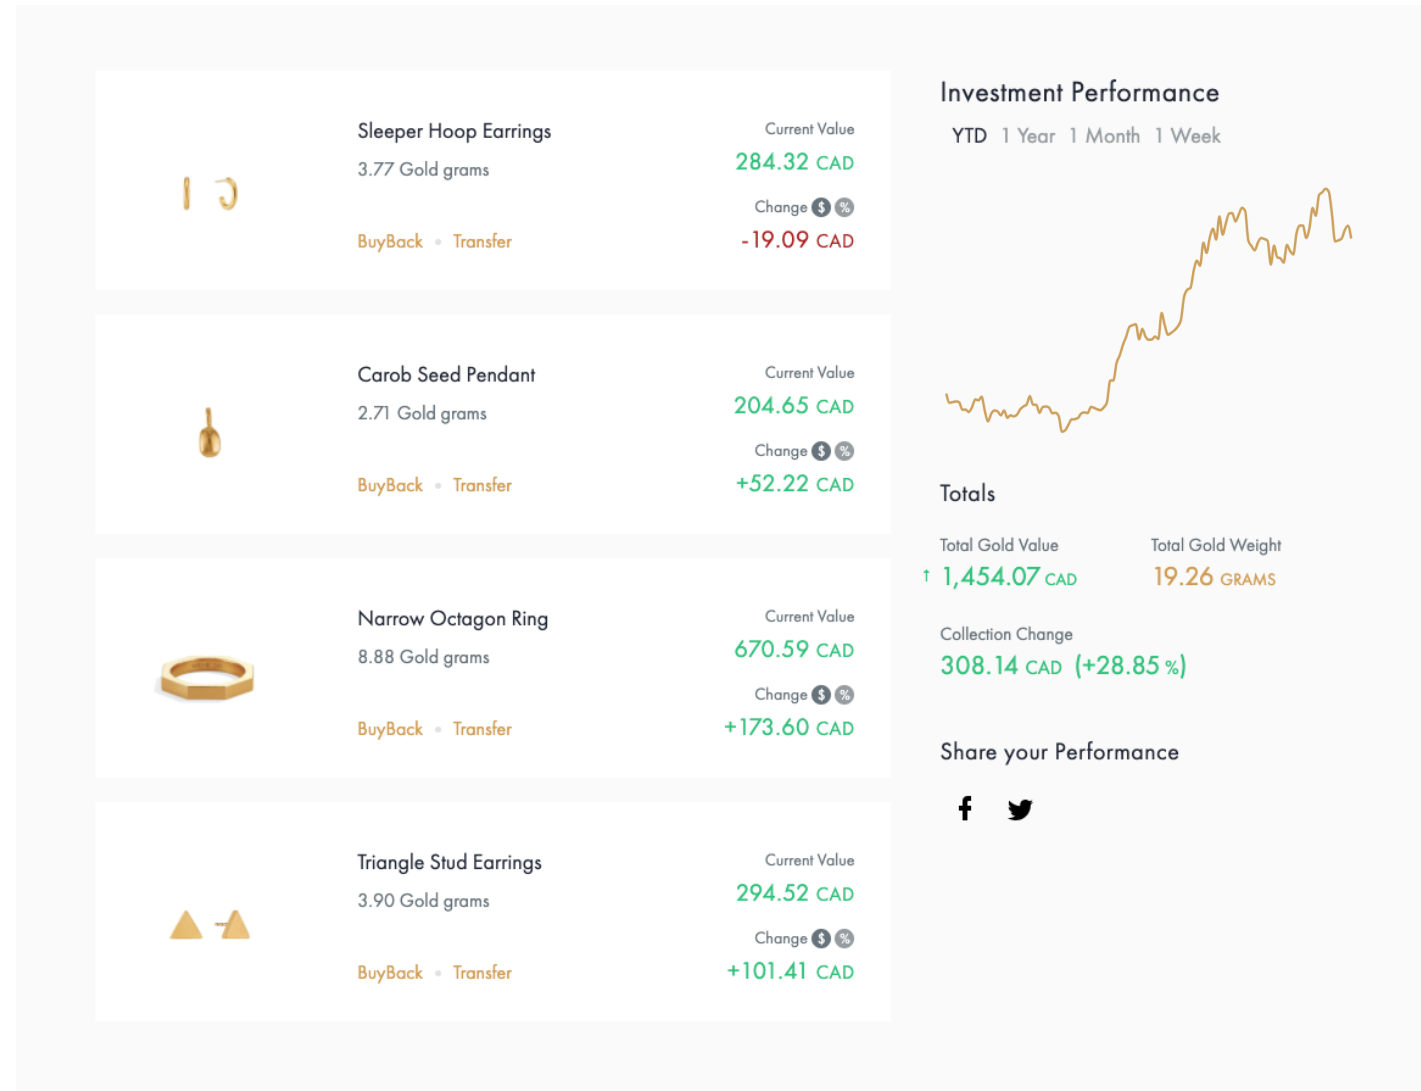 Sleeper Hoop Earrings
3.77 Gold grams
BuyBack • Transfer
Current Value
284.32 CAD
Change $ %
-19.09 CAD
Carob Seed Pendant
2.71 Gold grams
BuyBack • Transfer
Current Value
204.65 CAD
Change $ %
+52.22 CAD
Narrow Octagon Ring
8.88 Gold grams
BuyBack • Transfer
Current Value
670.59 CAD
Change $ %
+173.60 CAD
Triangle Stud Earrings
3.90 Gold grams
BuyBack • Transfer
Current Value
294.52 CAD
Change $ %
+101.41 CAD
Investment Performance
YTD 1 Year 1 Month 1 Week
Totals
Total Gold Value
↑ 1,454.07 CAD
Total Gold Weight
19.26 GRAMS
Collection Change
308.14 CAD (+28.85 %)
Share your Performance